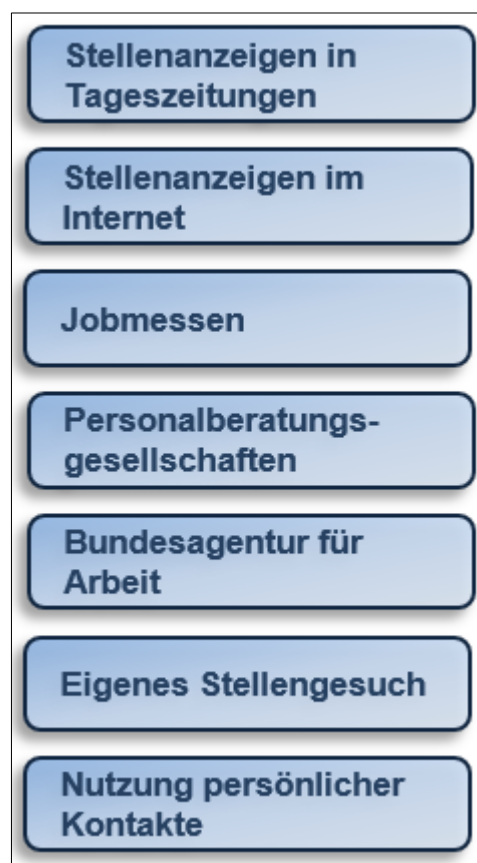 Stellenanzeigen in
Tageszeitungen
Stellenanzeigen im
Internet
Jobmessen
Personalberatungs-
gesellschaften
Bundesagentur für
Arbeit
Eigenes Stellengesuch
Nutzung persönlicher
Kontakte